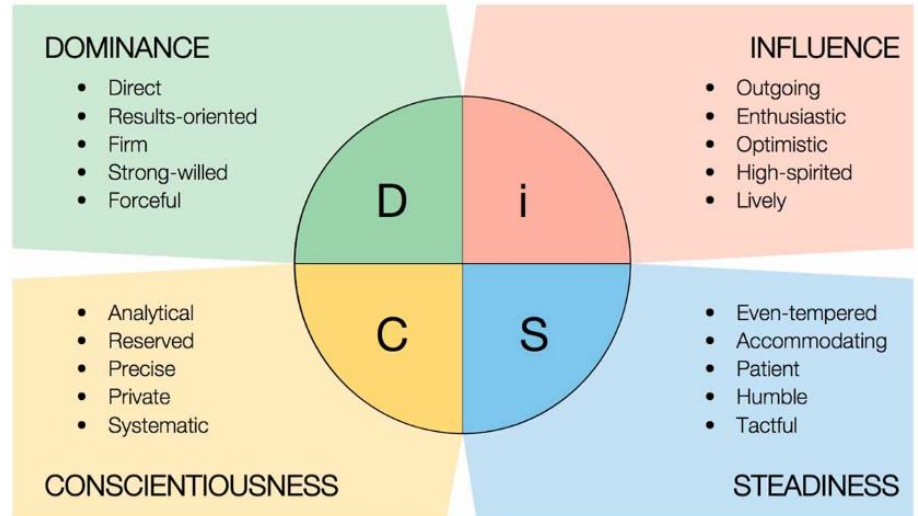 DOMINANCE
• Direct
• Results-oriented
• Firm
• Strong-willed
• Forceful
INFLUENCE
• Outgoing
• Enthusiastic
• Optimistic
• High-spirited
• Lively
D
i
C
S
• Analytical
• Reserved
• Precise
• Private
• Systematic
CONSCIENTIOUSNESS
• Even-tempered
• Accommodating
• Patient
• Humble
• Tactful
STEADINESS